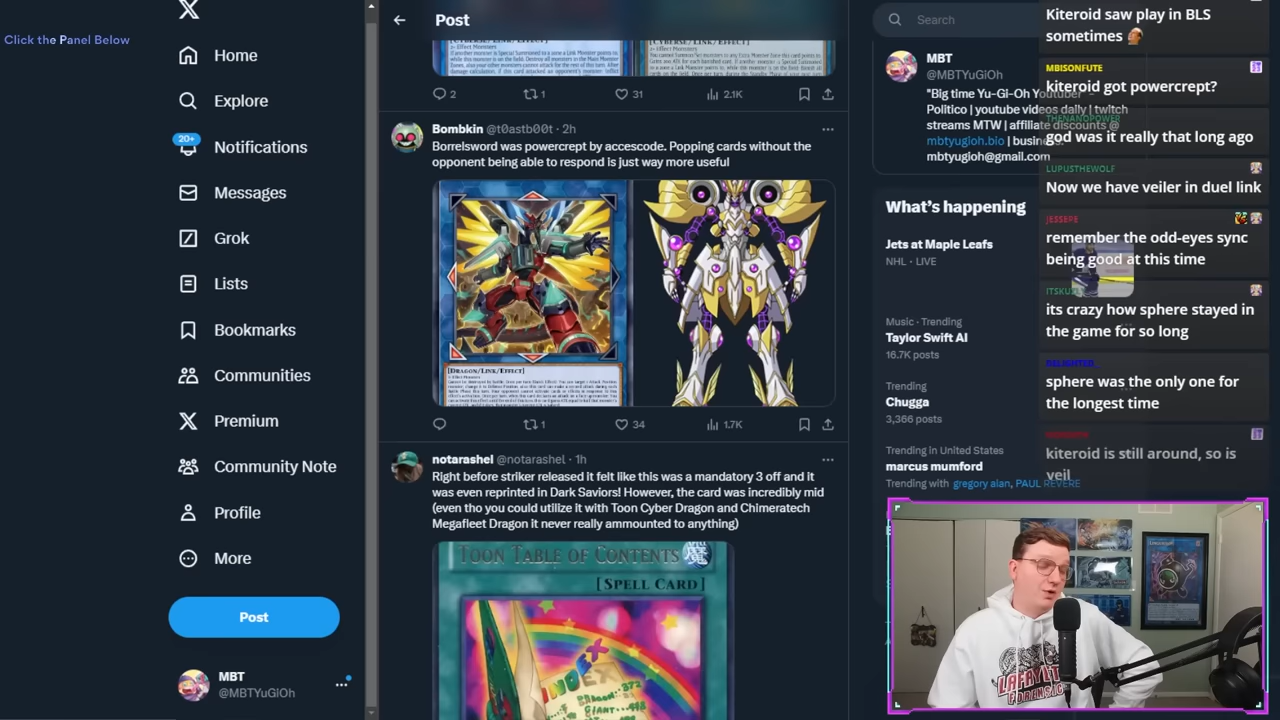 Click the Panel Below
Home
Explore
20+
Notifications
Messages
Grok
Lists
Bookmarks
Communities
Premium
Community Note
Profile
More
Post
MBT
@MBTYuGiOh
Post
2
1
31
2.1K
Bombkin @t0astb00t · 2h
Borrelsword was powercrept by accescode. Popping cards without the
opponent being able to respond is just way more useful
[DRAGON/LINK/EFFECT]
1
34
1.7K
notarashel @notarashel · 1h
Right before striker released it felt like this was a mandatory 3 off and it
was even reprinted in Dark Saviors! However, the card was incredibly mid
(even tho you could utilize it with Toon Cyber Dragon and Chimeratech
Megafleet Dragon it never really ammounted to anything)
TOON TABLE OF CONTENTS
[SPELL CARD]
INDEX
Search
MBT
@MBTYuGiOh
"Big time Yu-Gi-Oh Youtuber" -
Politico | youtube videos daily | twitch
streams MTW | affiliate discounts @
mbtyugioh.bio |
mbtyugioh@gmail.com
What's happening
Jets at Maple Leafs
NHL · LIVE
Music · Trending
Taylor Swift AI
16.7K posts
Trending
Chugga
3,366 posts
Trending in United States
marcus mumford
Trending with gregory alan, PAUL REVERE
Kiteroid saw play in BLS
sometimes
MBISONFUTE
kiteroid got powercrept?
THENANDPOWER
god was it really that long ago
LUPUSTHEWOLF
Now we have veiler in duel link
JESSEPE
remember the odd-eyes sync
being good at this time
its crazy how sphere stayed in
the game for so long
DELIGHTED
sphere was the only one for
the longest time
kiteroid is still around, so is
veil
LAFAYETTE
FORENSIC